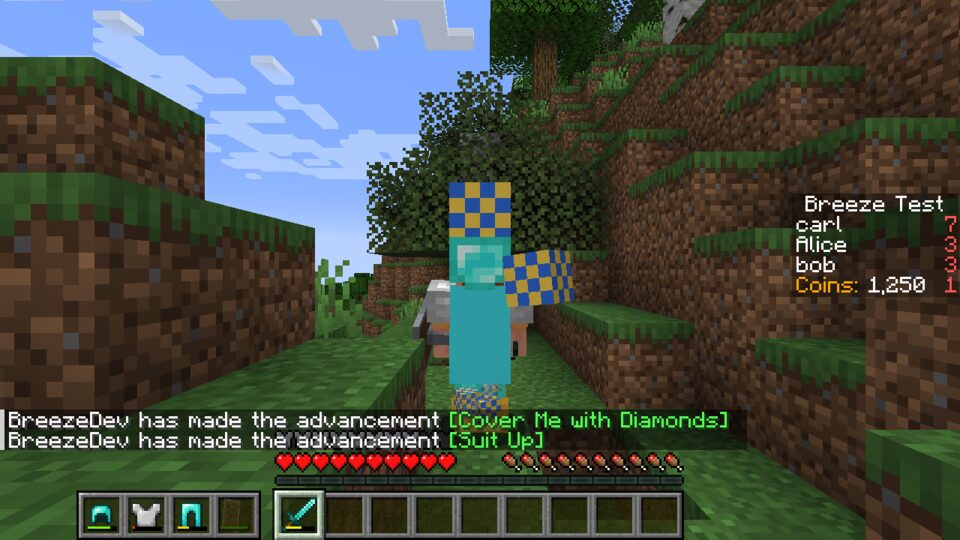 Breeze Test
carl 7
Alice 3
bob 3
Coins: 1,250 1
BreezeDev has made the advancement [Cover Me with Diamonds]
BreezeDev has made the advancement [Suit Up]